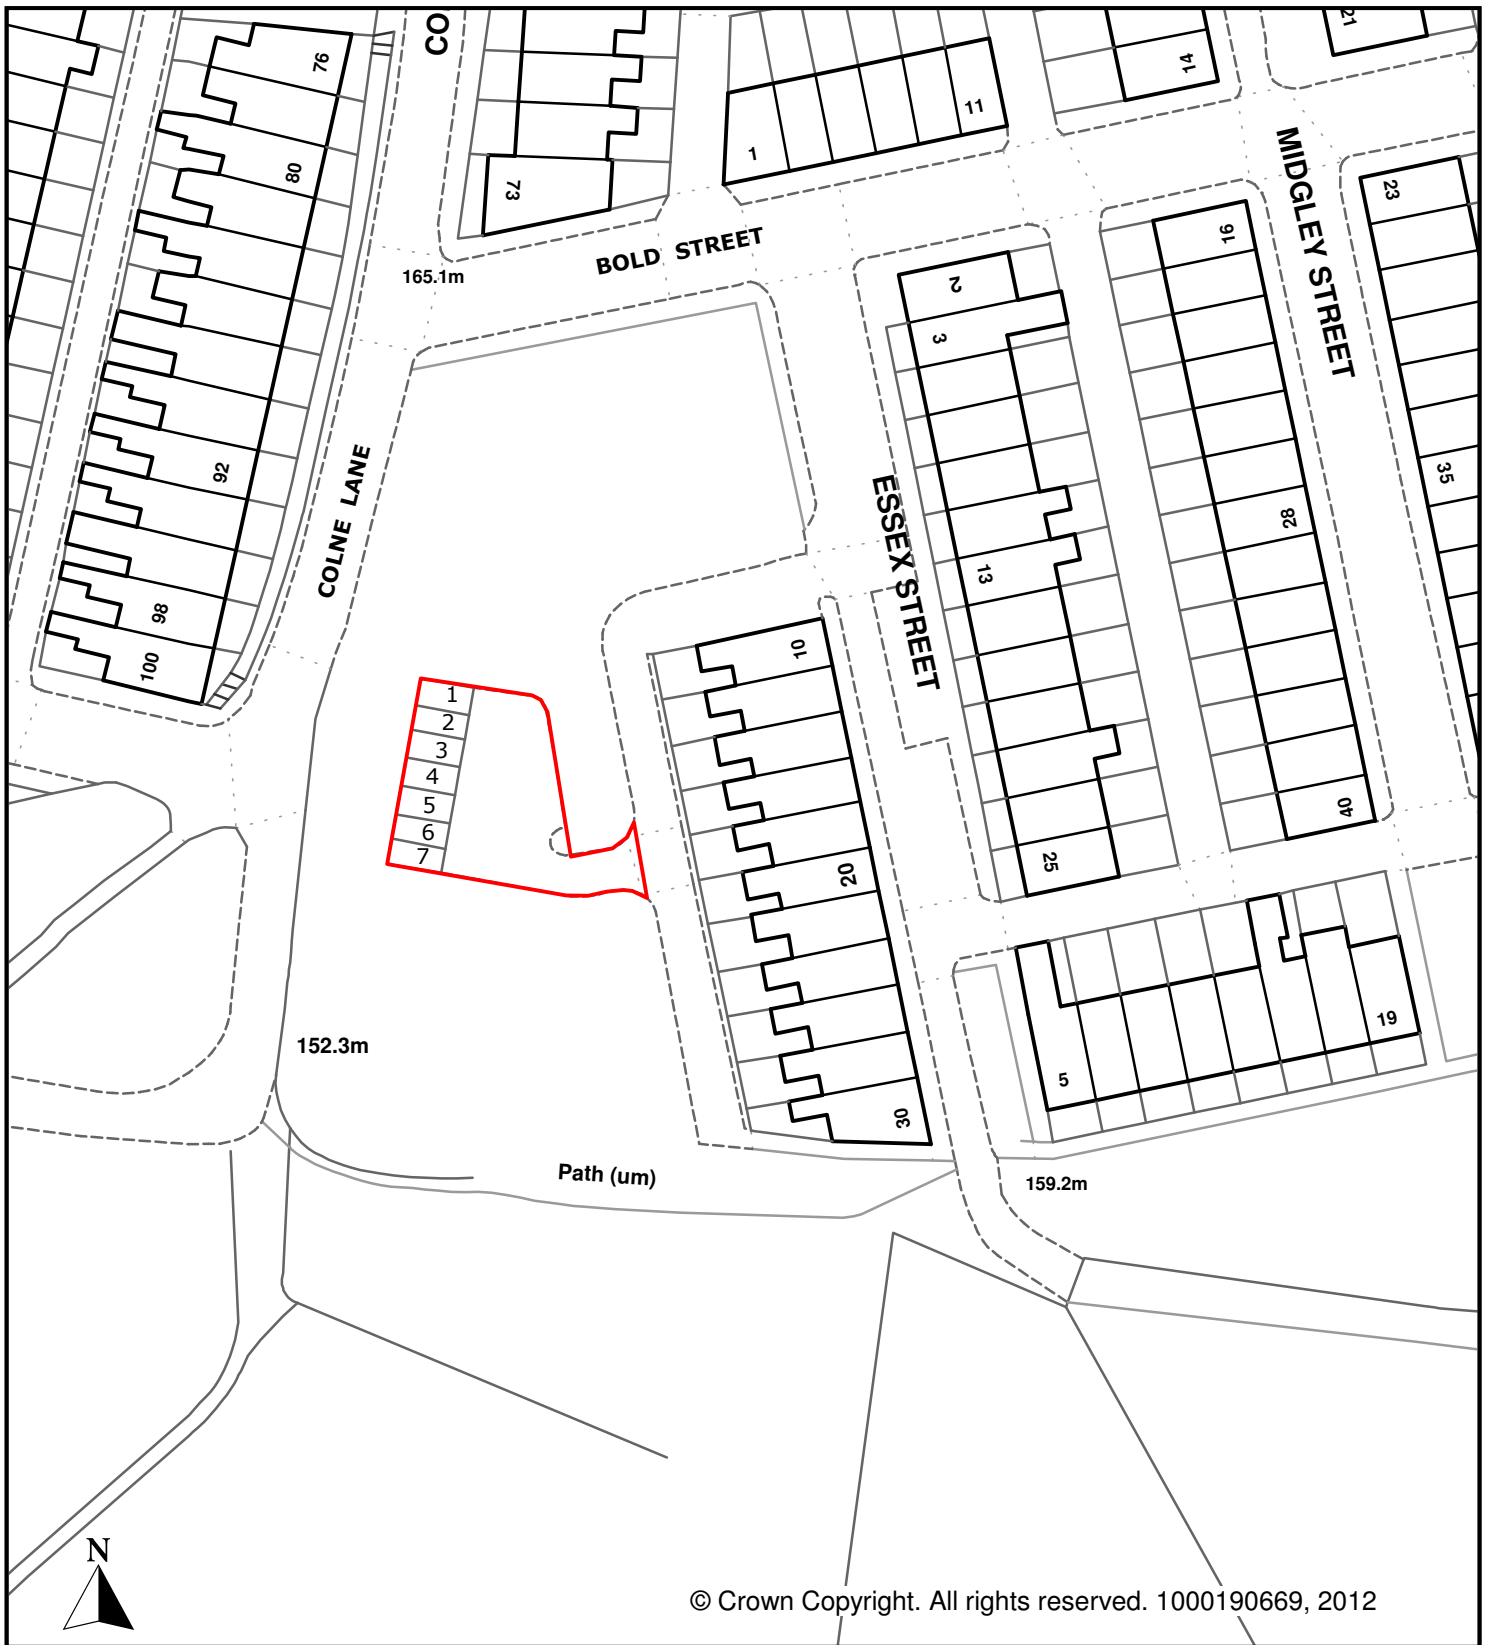 76
CO
21
14
11
1
80
73
MIDGLEY STREET
23
BOLD STREET
165.1m
16
2
3
92
COLNE LANE
35
28
ESSEX STREET
13
98
100
10
1
2
3
4
5
6
7
40
25
20
152.3m
19
5
30
Path (um)
159.2m
N
© Crown Copyright. All rights reserved. 1000190669, 2012